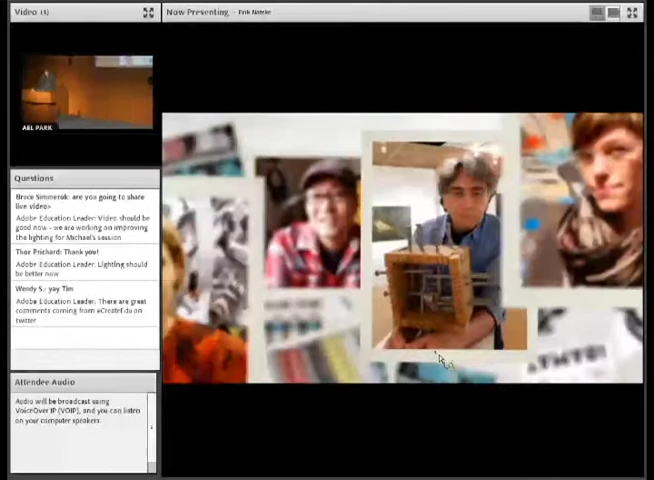 Video (1)
AEL PARK
Questions
Bruce Simmerok: are you going to share
live video>
Adobe Education Leader: Video should be
good now - we are working on improving
the lighting for Michael's session
Thor Prichard: Thank you!
Adobe Education Leader: Lighting should
be better now
Wendy S.: yay Tim
Adobe Education Leader: There are great
comments coming from #CreateEdu on
twitter
Attendee Audio
Audio will be broadcast using
VoiceOver IP (VOIP), and you can listen
on your computer speakers.
Now Presenting - Erik Natzke